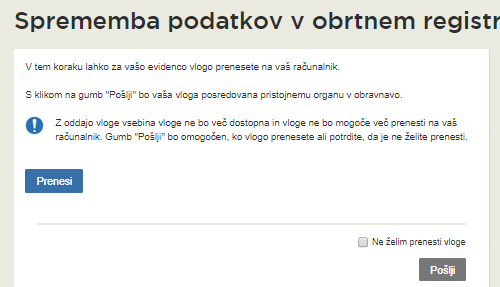 Sprememba podatkov v obrtnem registr
V tem koraku lahko za vašo evidenco vlogo prenesete na vaš računalnik.
S klikom na gumb "Pošlji" bo vaša vloga posredovana pristojnemu organu v obravnavo.
Z oddajo vloge vsebina vloge ne bo več dostopna in vloge ne bo mogoče več prenesti na vaš
računalnik. Gumb "Pošlji" bo omogočen, ko vlogo prenesete ali potrdite, da je ne želite prenesti.
Prenesi
Ne želim prenesti vloge
Pošlji